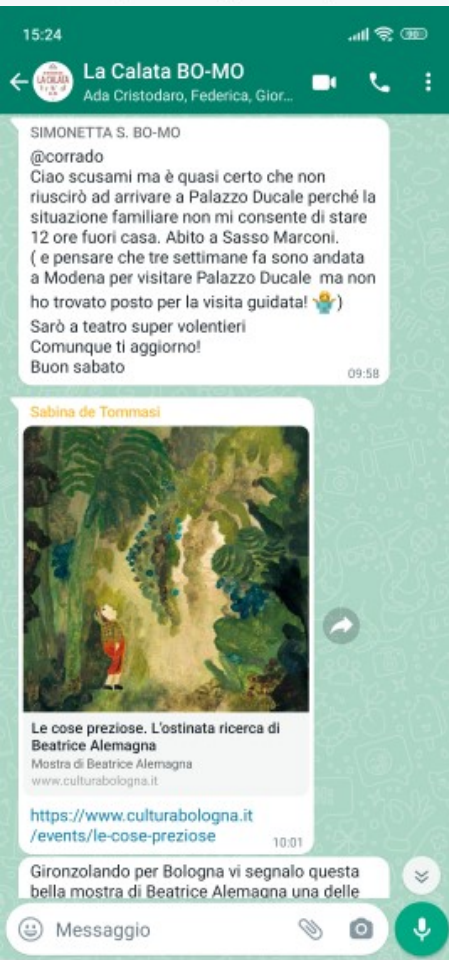 15:24
90
La Calata BO-MO
Ada Cristodaro, Federica, Gior...
SIMONETTA S. BO-MO
@corrado
Ciao scusami ma è quasi certo che non
riuscirò ad arrivare a Palazzo Ducale perché la
situazione familiare non mi consente di stare
12 ore fuori casa. Abito a Sasso Marconi.
( e pensare che tre settimane fa sono andata
a Modena per visitare Palazzo Ducale ma non
ho trovato posto per la visita guidata! 🤷‍♀️)
Sarò a teatro super volentieri
Comunque ti aggiorno!
Buon sabato
09:58
Sabina de Tommasi
Le cose preziose. L'ostinata ricerca di
Beatrice Alemagna
Mostra di Beatrice Alemagna
www.culturabologna.it
https://www.culturabologna.it
/events/le-cose-preziose
10:01
Gironzolando per Bologna vi segnalo questa
bella mostra di Beatrice Alemagna una delle
Messaggio